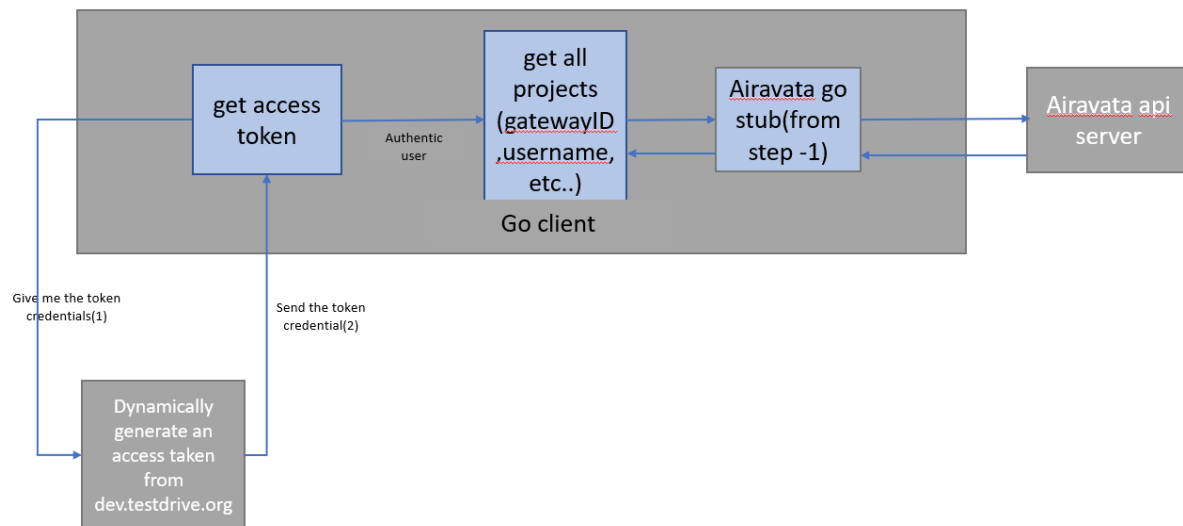 get access
token
Authentic
user
get all
projects
(gatewayID
,username,
etc..)
Airavata go
stub(from
step -1)
Airavata api
server
Go client
Give me the token
credentials(1)
Send the token
credential(2)
Dynamically
generate an
access taken
from
dev.testdrive.org